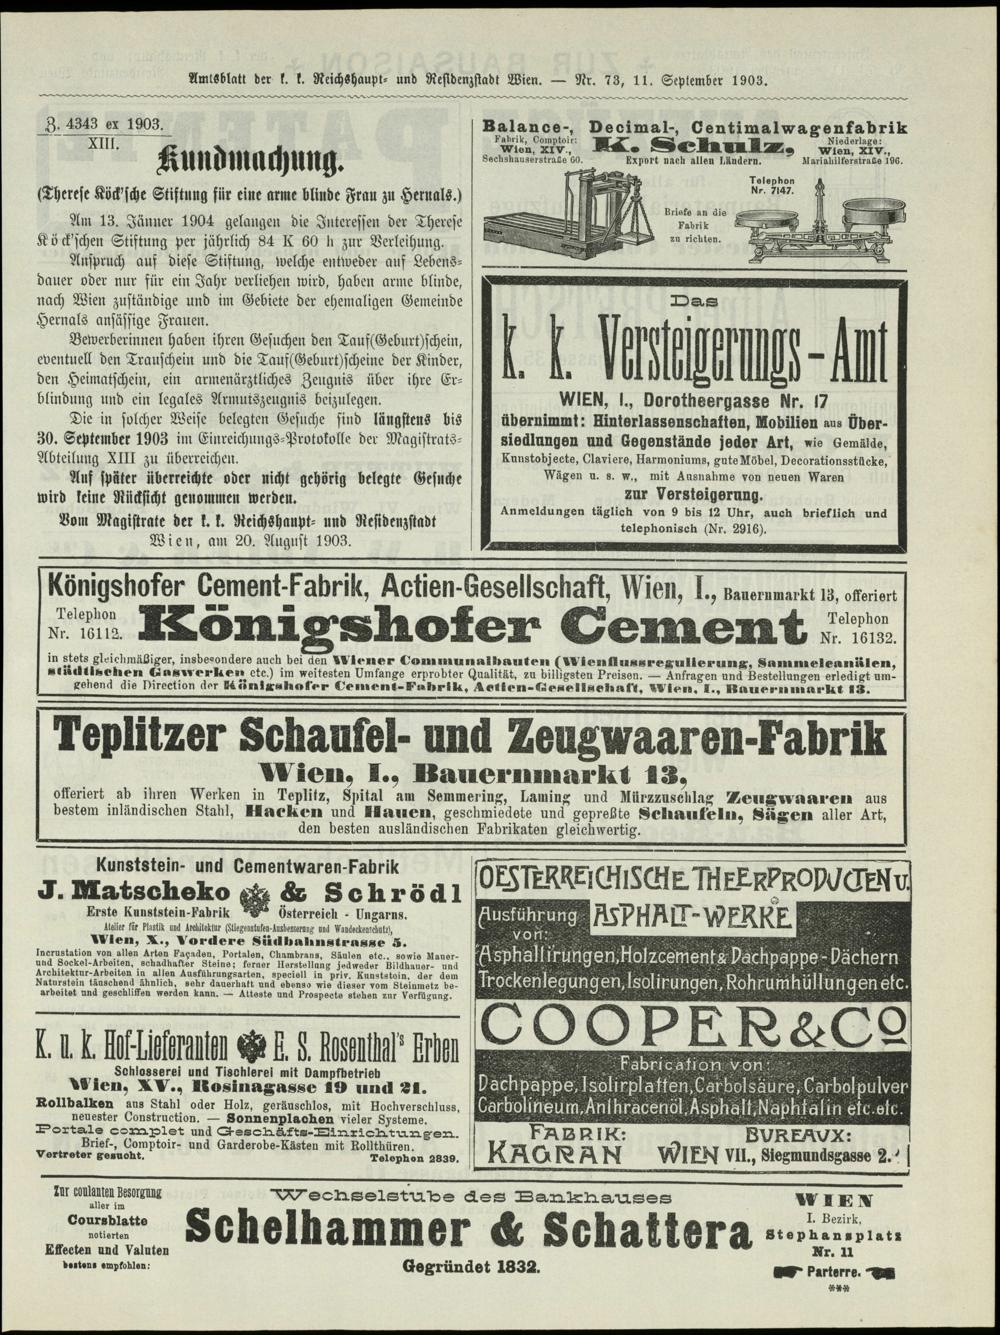 Amtsblatt der k. k. Reichshaupt- und Residenzstadt Wien. — Nr. 73, 11. September 1903.
Z. 4343 ex 1903.
XIII.
Kundmachung.
(Therese Köck'sche Stiftung für eine arme blinde Frau zu Hernals.)
Am 13. Jänner 1904 gelangen die Interessen der Therese
Köck'schen Stiftung per jährlich 84 K 60 h zur Verleihung.
Anspruch auf diese Stiftung, welche entweder auf Lebens-
dauer oder nur für ein Jahr verliehen wird, haben arme blinde,
nach Wien zuständige und im Gebiete der ehemaligen Gemeinde
Hernals ansässige Frauen.
Bewerberinnen haben ihren Gesuchen den Tauf(Geburt)schein,
eventuell den Trauschein und die Tauf(Geburt)scheine der Kinder,
den Heimatschein, ein armenärztliches Zeugnis über ihre Er-
blindung und ein legales Armutszeugnis beizulegen.
Die in solcher Weise belegten Gesuche sind längstens bis
30. September 1903 im Einreichungs-Protokolle der Magistrats-
Abteilung XIII zu überreichen.
Auf später überreichte oder nicht gehörig belegte Gesuche
wird keine Rücksicht genommen werden.
Vom Magistrate der k. k. Reichshaupt- und Residenzstadt
Wien, am 20. August 1903.
Balance-, Decimal-, Centimalwagenfabrik
Fabrik, Comptoir:
Wien, XIV.,
Sechshauserstraße 60.
K. Schulz,
Export nach allen Ländern.
Niederlage:
Wien, XIV.,
Mariahilferstraße 196.
Telephon
Nr. 7147.
Briefe an die
Fabrik
zu richten.
Das
k. k. Versteigerungs-Amt
WIEN, I., Dorotheergasse Nr. 17
übernimmt: Hinterlassenschaften, Mobilien aus Über-
siedlungen und Gegenstände jeder Art, wie Gemälde,
Kunstobjecte, Claviere, Harmoniums, gute Möbel, Decorationsstücke,
Wägen u. s. w., mit Ausnahme von neuen Waren
zur Versteigerung.
Anmeldungen täglich von 9 bis 12 Uhr, auch brieflich und
telephonisch (Nr. 2916).
Königshofer Cement-Fabrik, Actien-Gesellschaft, Wien, I., Bauernmarkt 13, offeriert
Telephon
Nr. 16112.
Königshofer Cement
Telephon
Nr. 16132.
in stets gleichmäßiger, insbesondere auch bei den Wiener Communalbauten (Wienflussregulierung, Sammelcanälen,
städtischen Gaswerken etc.) im weitesten Umfange erprobter Qualität, zu billigsten Preisen. — Anfragen und Bestellungen erledigt um-
gehend die Direction der Königshofer Cement-Fabrik, Actien-Gesellschaft, Wien, I., Bauernmarkt 13.
Teplitzer Schaufel- und Zeugwaaren-Fabrik
Wien, I., Bauernmarkt 13,
offeriert ab ihren Werken in Teplitz, Spital am Semmering, Laming und Mürzzuschlag Zeugwaaren aus
bestem inländischen Stahl, Hacken und Hauen, geschmiedete und gepreßte Schaufeln, Sägen aller Art,
den besten ausländischen Fabrikaten gleichwertig.
Kunststein- und Cementwaren-Fabrik
J. Matscheko & Schrödl
Erste Kunststein-Fabrik Österreich - Ungarns.
Atelier für Plastik und Architektur (Stiegenstufen-Ausbesserung und Wandeckenschutz),
Wien, X., Vordere Südbahnstrasse 5.
Incrustation von allen Arten Façaden, Portalen, Chambrans, Säulen etc., sowie Mauer-
und Sockel-Arbeiten, schadhafter Steine; ferner Herstellung jedweder Bildhauer- und
Architektur-Arbeiten in allen Ausführungsarten, speciell in priv. Kunststein, der dem
Naturstein täuschend ähnlich, sehr dauerhaft und ebenso wie dieser vom Steinmetz be-
arbeitet und geschliffen werden kann. — Atteste und Prospecte stehen zur Verfügung.
K. u. k. Hof-Lieferanten E. S. Rosenthal's Erben
Schlosserei und Tischlerei mit Dampfbetrieb
Wien, XV., Rosinagasse 19 und 21.
Rollbalken aus Stahl oder Holz, geräuschlos, mit Hochverschluss,
neuester Construction. — Sonnenplachen vieler Systeme.
Portale complet und Geschäfts-Einrichtungen.
Brief-, Comptoir- und Garderobe-Kästen mit Rollthüren.
Vertreter gesucht. Telephon 2839.
OESTERREICHISCHE THEERPRODUCTEN U.
ASPHALT-WERKE
Ausführung
von:
Asphaltirungen, Holzcement & Dachpappe-Dächern
Trockenlegungen, Isolirungen, Rohrumhüllungen etc.
COOPER & Co
Fabrication von:
Dachpappe, Isolirplatten, Carbolsäure, Carbolpulver
Carbolineum, Anthracenöl, Asphalt, Naphtalin etc. etc.
FABRIK:
KAGRAN
BUREAUX:
WIEN VII., Siegmundsgasse 2.
Zur coulanten Besorgung
aller im
Coursblatte
notierten
Effecten und Valuten
bestens empfohlen:
Wechselstube des Bankhauses
Schelhammer & Schattera
Gegründet 1832.
WIEN
I. Bezirk,
Stephansplatz
Nr. 11
Parterre.
***